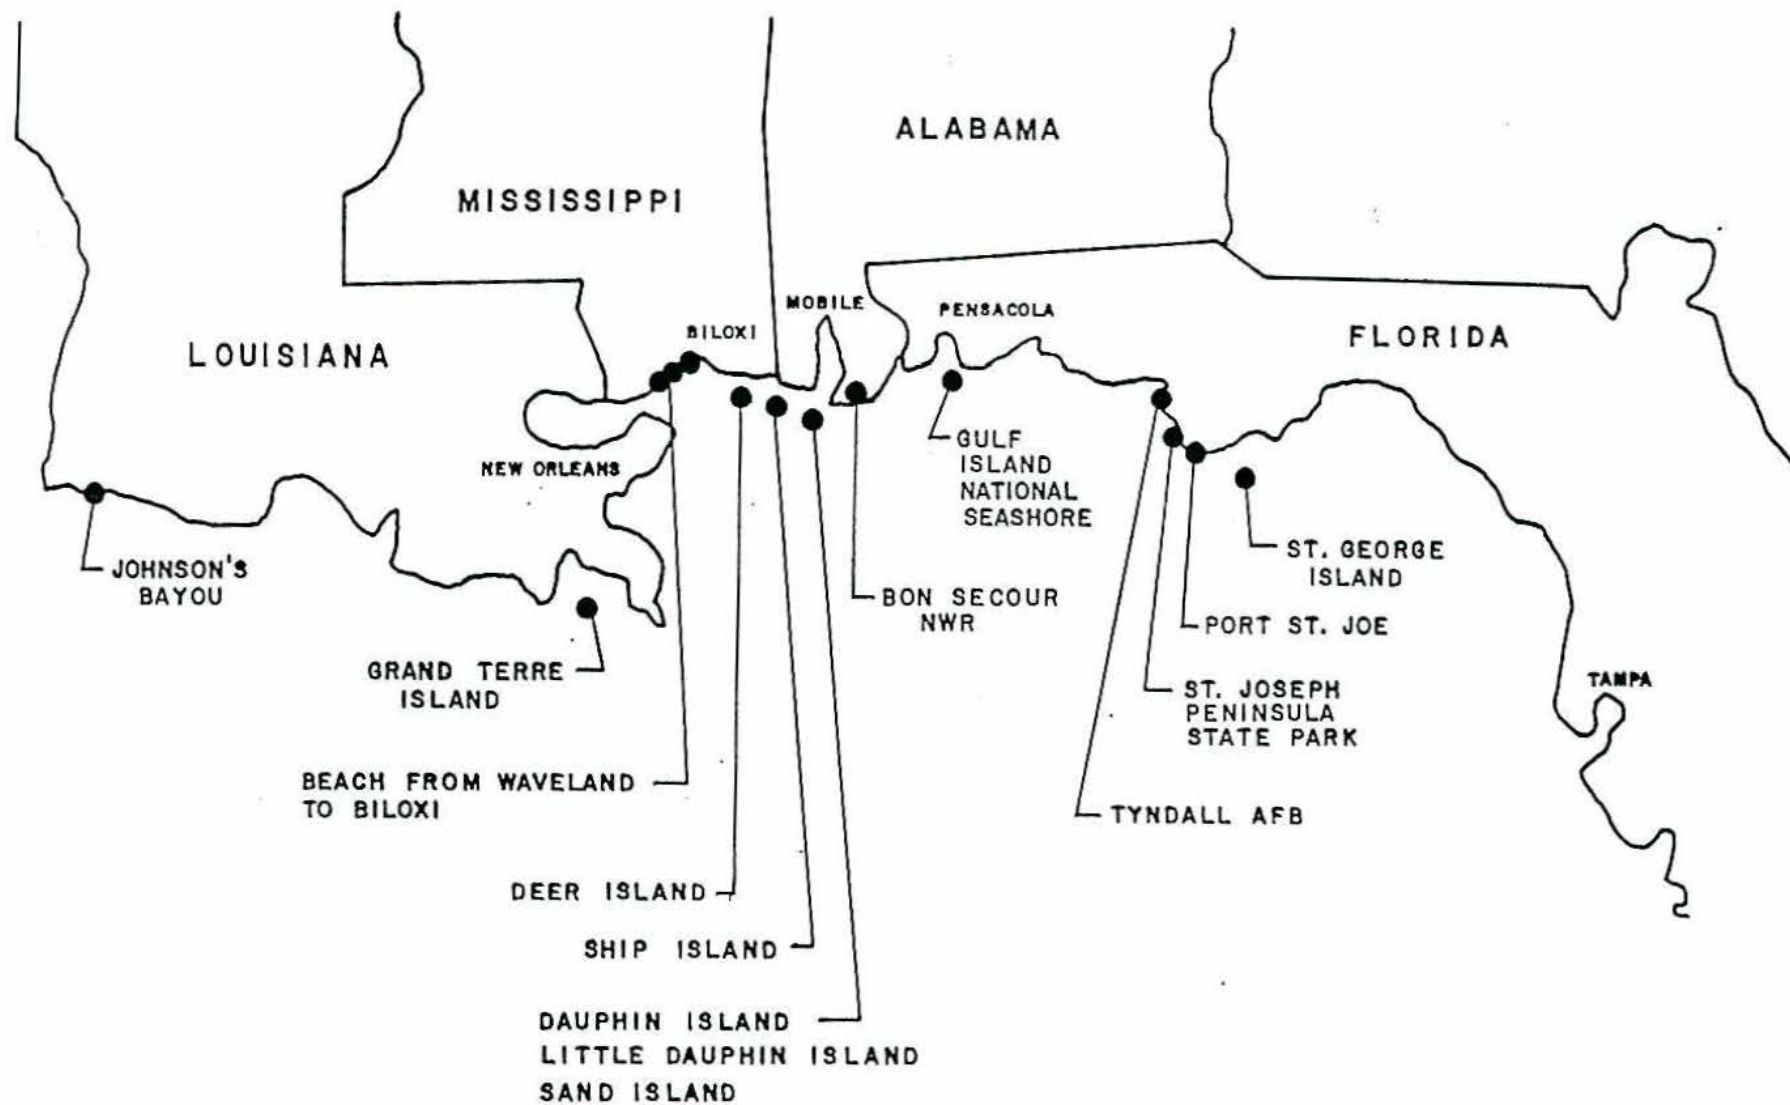 ALABAMA
MISSISSIPPI
MOBILE
PENSACOLA
BILOXI
FLORIDA
LOUISIANA
NEW ORLEANS
GULF
ISLAND
NATIONAL
SEASHORE
ST. GEORGE
ISLAND
JOHNSON'S
BAYOU
BON SECOUR
NWR
PORT ST. JOE
GRAND TERRE
ISLAND
TAMPA
ST. JOSEPH
PENINSULA
STATE PARK
BEACH FROM WAVELAND
TO BILOXI
TYNDALL AFB
DEER ISLAND
SHIP ISLAND
DAUPHIN ISLAND
LITTLE DAUPHIN ISLAND
SAND ISLAND